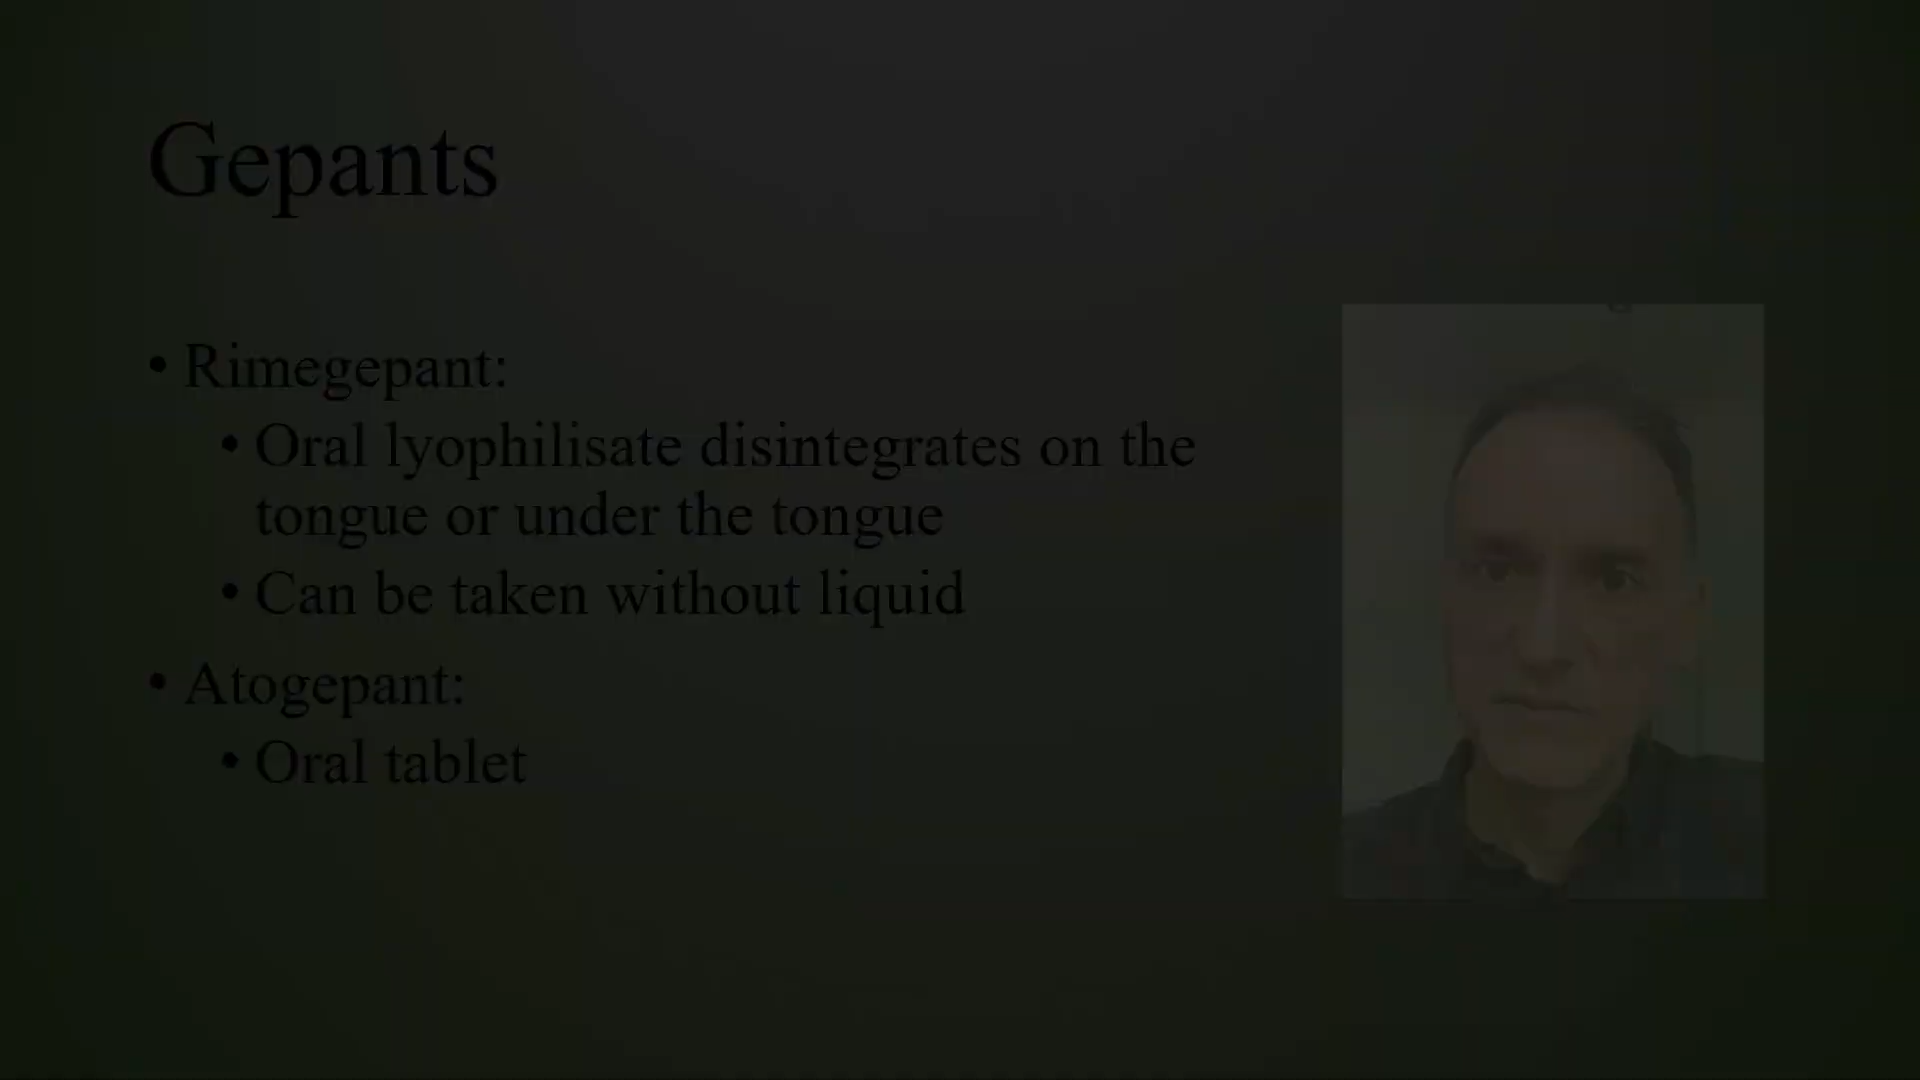 Gepants
• Rimegepant:
• Oral lyophilisate disintegrates on the
tongue or under the tongue
• Can be taken without liquid
• Atogepant:
• Oral tablet